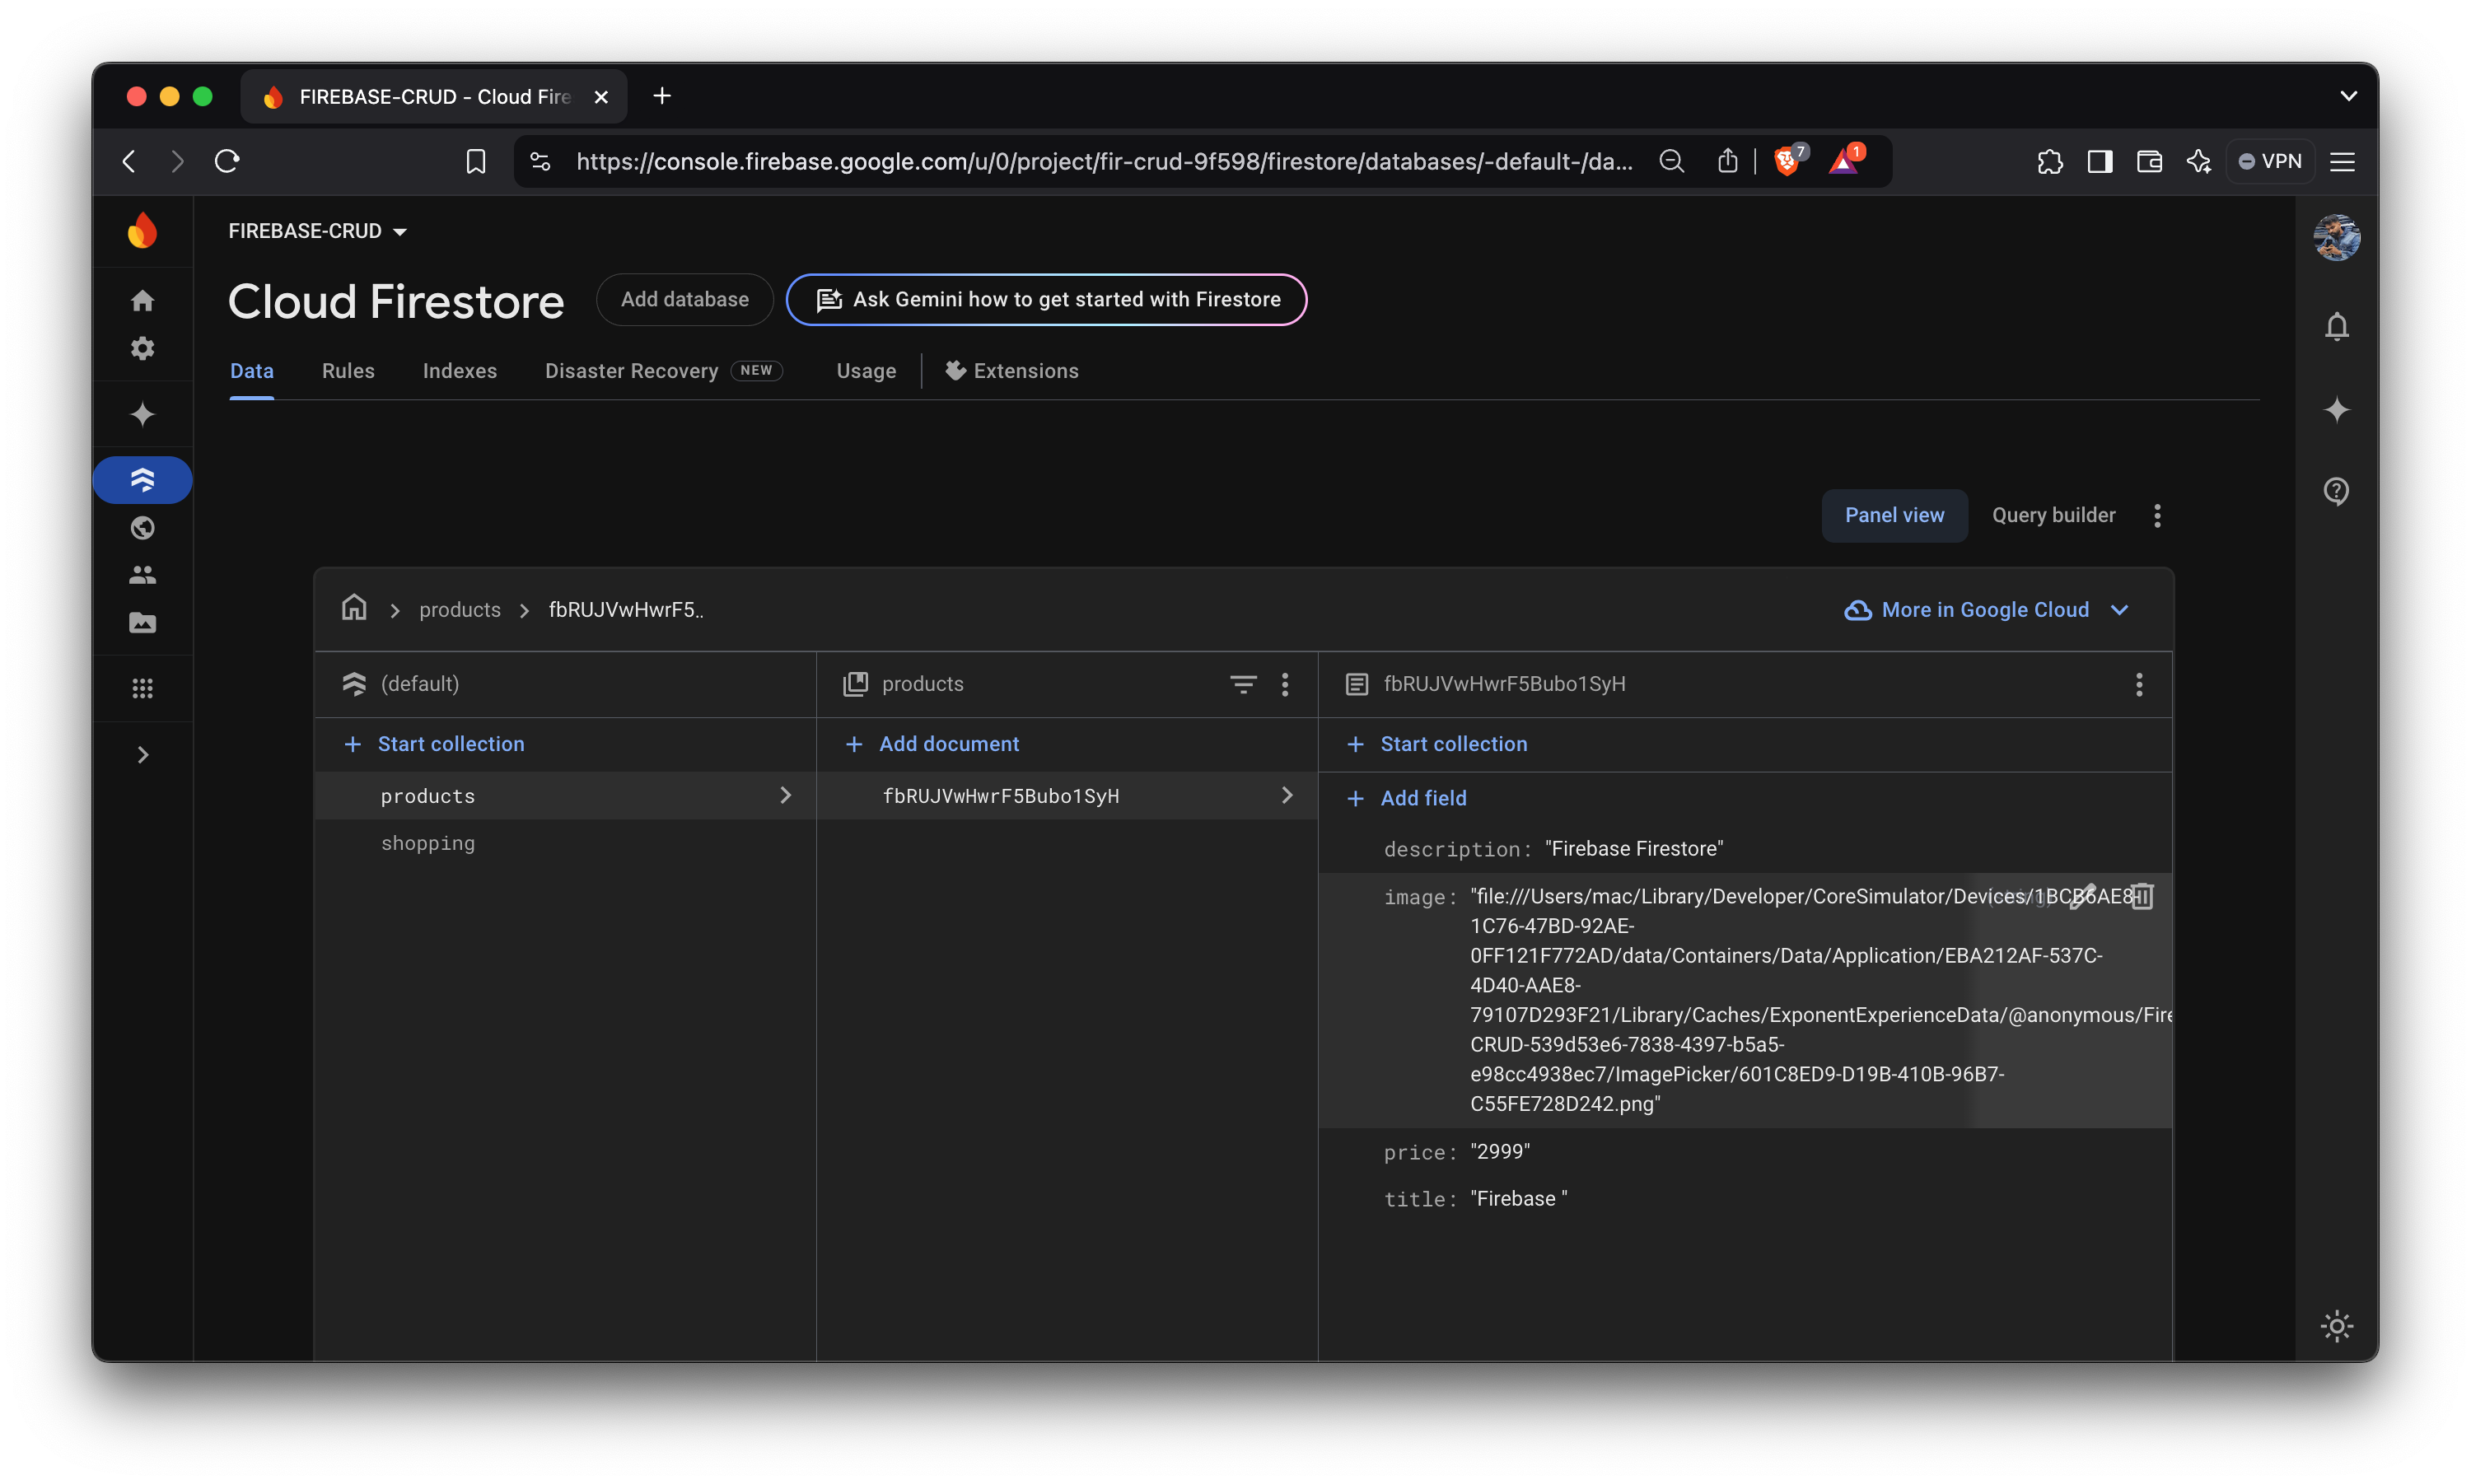 FIREBASE-CRUD - Cloud Fire
https://console.firebase.google.com/u/0/project/fir-crud-9f598/firestore/databases/-default-/da...
7
1
VPN
FIREBASE-CRUD
Cloud Firestore
Add database
Ask Gemini how to get started with Firestore
Data
Rules
Indexes
Disaster Recovery
NEW
Usage
Extensions
Panel view
Query builder
products
fbRUJVwHwrF5..
More in Google Cloud
(default)
products
fbRUJVwHwrF5Bubo1SyH
Start collection
Add document
Start collection
products
fbRUJVwHwrF5Bubo1SyH
Add field
shopping
description: "Firebase Firestore"
image: "file:///Users/mac/Library/Developer/CoreSimulator/Devices/1BCB6AE8-
1C76-47BD-92AE-
0FF121F772AD/data/Containers/Data/Application/EBA212AF-537C-
4D40-AAE8-
79107D293F21/Library/Caches/ExponentExperienceData/@anonymous/Fire
CRUD-539d53e6-7838-4397-b5a5-
e98cc4938ec7/ImagePicker/601C8ED9-D19B-410B-96B7-
C55FE728D242.png"
price: "2999"
title: "Firebase "